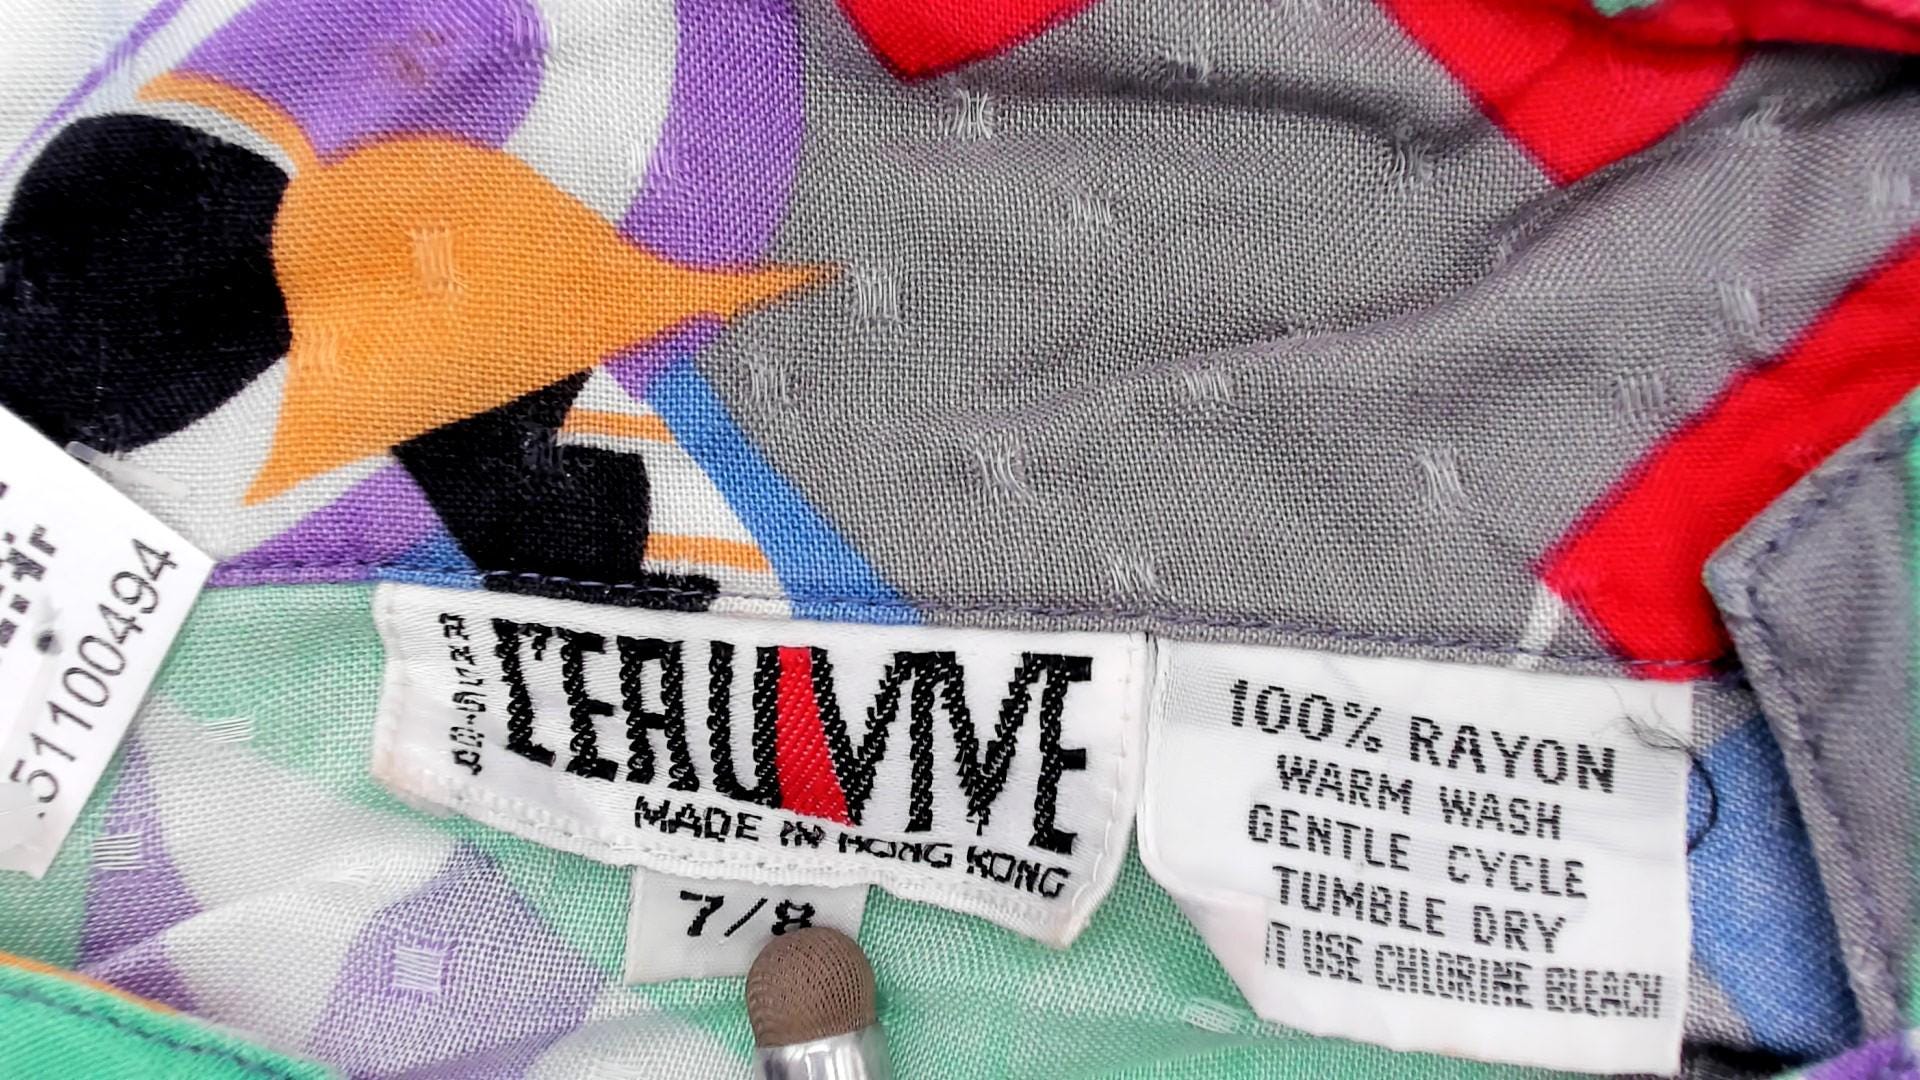 L'EAU VIVE
MADE IN HONG KONG
7/8
100% RAYON
WARM WASH
GENTLE CYCLE
TUMBLE DRY
USE CHLORINE BLEACH
51100494